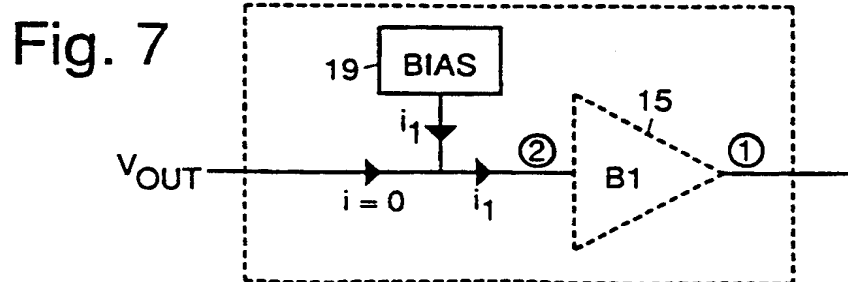 Fig. 7
19
BIAS
15
i₁
②
①
VOUT
B1
i = 0
i₁